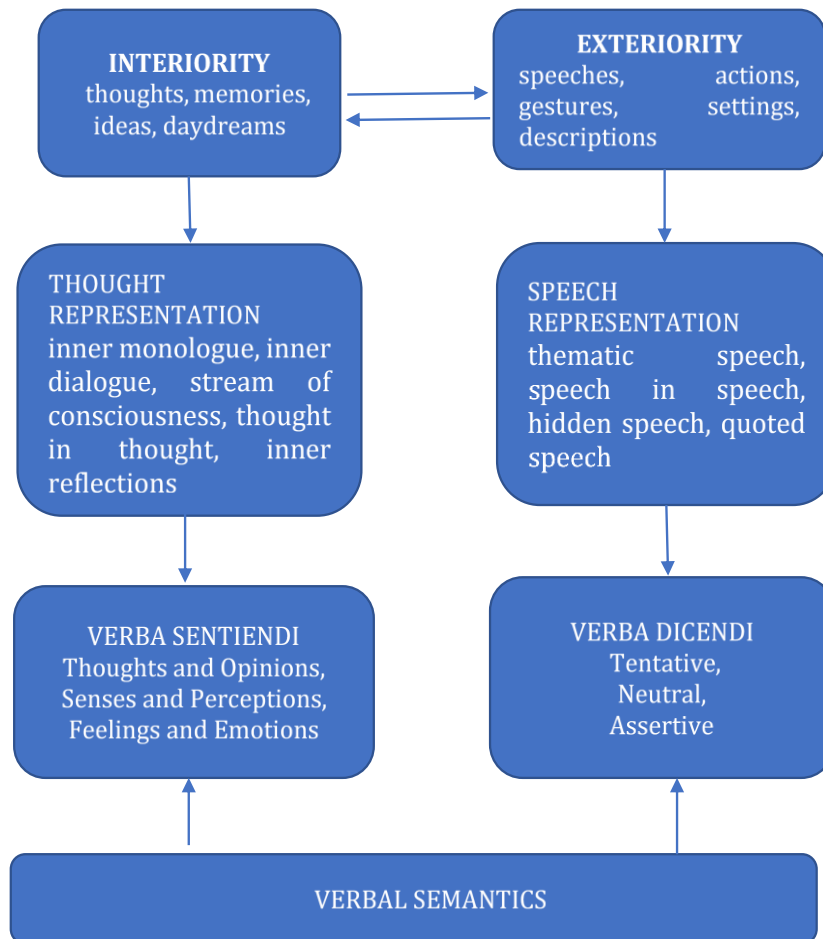 INTERIORITY
thoughts, memories,
ideas, daydreams
EXTERIORITY
speeches, actions,
gestures, settings,
descriptions
THOUGHT
REPRESENTATION
inner monologue, inner
dialogue, stream of
consciousness, thought
in thought, inner
reflections
SPEECH
REPRESENTATION
thematic speech,
speech in speech,
hidden speech, quoted
speech
VERBA SENTIENDI
Thoughts and Opinions,
Senses and Perceptions,
Feelings and Emotions
VERBA DICENDI
Tentative,
Neutral,
Assertive
VERBAL SEMANTICS